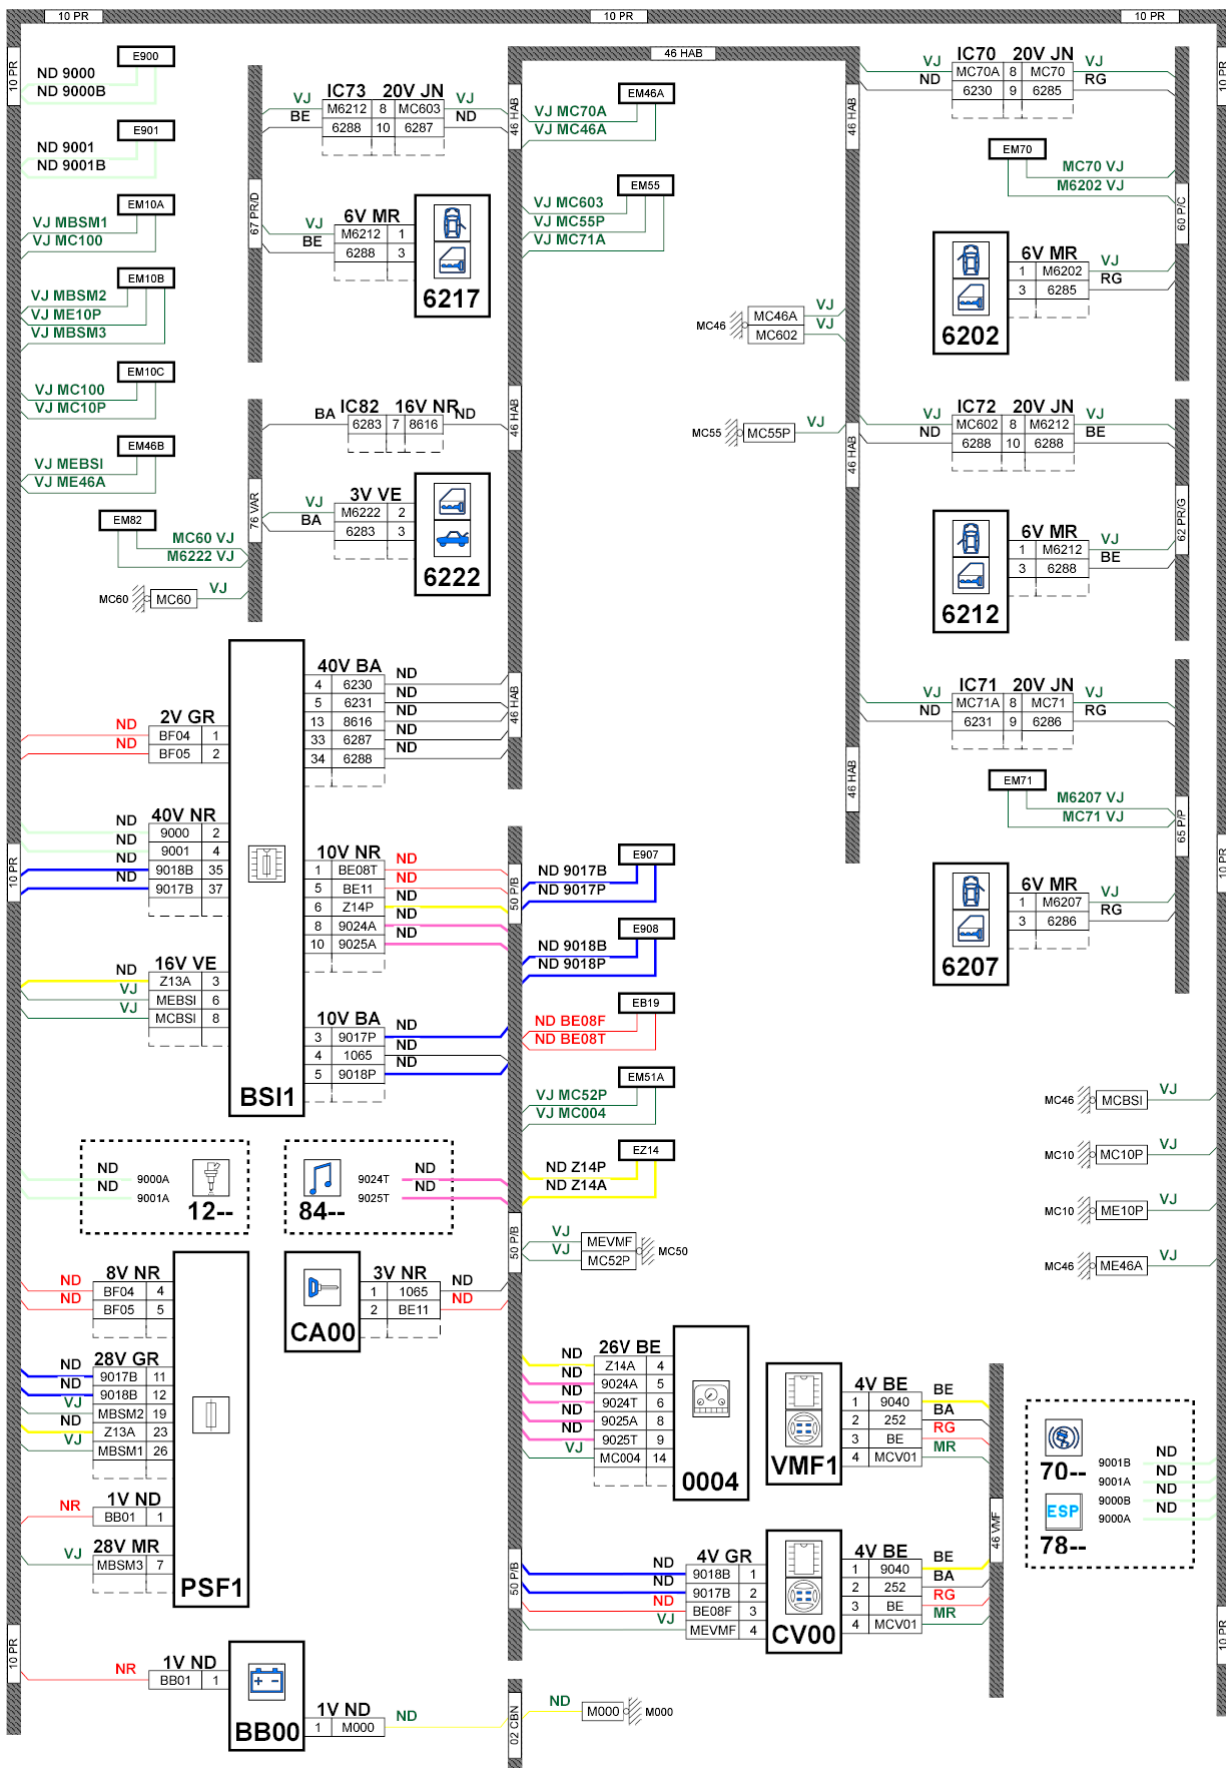 10 PR
10 PR
10 PR
10 PR
E900
ND 9000
ND 9000B
E901
ND 9001
ND 9001B
EM10A
VJ MBSM1
VJ MC100
EM10B
VJ MBSM2
VJ ME10P
VJ MBSM3
EM10C
VJ MC100
VJ MC10P
EM46B
VJ MEBSI
VJ ME46A
EM82
MC60 VJ
M6222 VJ
MC60 MC60 VJ
67 PR/D
IC73 20V JN
VJ M6212 8 MC603 VJ
BE 6288 10 6287 ND
6V MR
VJ M6212 1
BE 6288 3
6217
76 VAR
IC82 16V NR
BA 6283 7 8616 ND
3V VE
VJ M6222 2
BA 6283 3
6222
46 HAB
46 HAB
46 HAB
46 HAB
46 HAB
46 HAB
46 HAB
EM46A
VJ MC70A
VJ MC46A
EM55
VJ MC603
VJ MC55P
VJ MC71A
MC46 MC46A VJ
MC602 VJ
MC55 MC55P VJ
IC70 20V JN
VJ MC70A 8 MC70 VJ
ND 6230 9 6285 RG
EM70
MC70 VJ
M6202 VJ
60 P/C
6V MR
1 M6202 VJ
3 6285 RG
6202
IC72 20V JN
VJ MC602 8 M6212 VJ
ND 6288 10 6288 BE
62 PR/G
6V MR
1 M6212 VJ
3 6288 BE
6212
IC71 20V JN
VJ MC71A 8 MC71 VJ
ND 6231 9 6286 RG
EM71
M6207 VJ
MC71 VJ
65 P/P
6V MR
1 M6207 VJ
3 6286 RG
6207
10 PR
2V GR
ND BF04 1
ND BF05 2
40V NR
ND 9000 2
ND 9001 4
ND 9018B 35
ND 9017B 37
16V VE
ND Z13A 3
VJ MEBSI 6
VJ MCBSI 8
40V BA
4 6230 ND
5 6231 ND
13 8616 ND
33 6287 ND
34 6288 ND
10V NR
1 BE08T ND
5 BE11 ND
6 Z14P ND
8 9024A ND
10 9025A ND
10V BA
3 9017P ND
4 1065 ND
5 9018P ND
BSI1
10 PR
10 PR
50 P/B
E907
ND 9017B
ND 9017P
E908
ND 9018B
ND 9018P
EB19
ND BE08F
ND BE08T
EM51A
VJ MC52P
VJ MC004
EZ14
ND Z14P
ND Z14A
50 P/B
VJ MEVMF
VJ MC52P
MC50
MC46 MCBSI VJ
MC10 MC10P VJ
MC10 ME10P VJ
MC46 ME46A VJ
ND 9000A
ND 9001A
12--
9024T ND
9025T ND
84--
8V NR
ND BF04 4
ND BF05 5
28V GR
ND 9017B 11
ND 9018B 12
VJ MBSM2 19
ND Z13A 23
VJ MBSM1 26
1V ND
NR BB01 1
28V MR
VJ MBSM3 7
PSF1
3V NR
1 1065 ND
2 BE11 ND
CA00
26V BE
ND Z14A 4
ND 9024A 5
ND 9024T 6
ND 9025A 8
ND 9025T 9
VJ MC004 14
0004
4V BE
1 9040 BE
2 252 BA
3 BE RG
4 MCV01 MR
VMF1
46 VMF
9001B ND
9001A ND
9000B ND
9000A ND
70--
ESP
78--
50 P/B
4V GR
ND 9018B 1
ND 9017B 2
ND BE08F 3
VJ MEVMF 4
4V BE
1 9040 BE
2 252 BA
3 BE RG
4 MCV01 MR
CV00
10 PR
10 PR
1V ND
NR BB01 1
BB00
1V ND
1 M000 ND
02 CBN
ND M000 M000